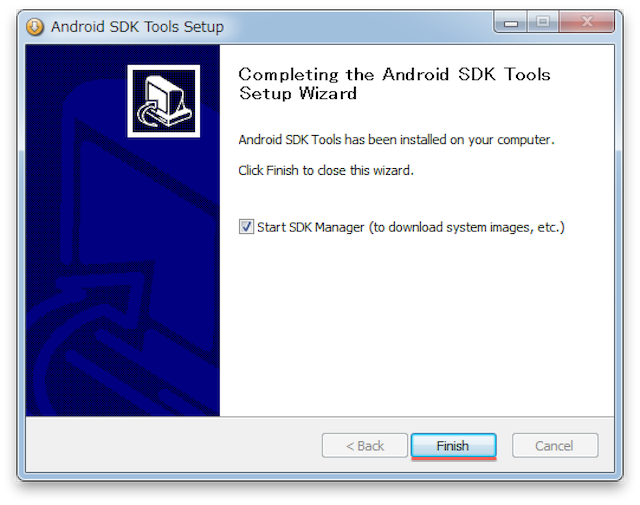 Android SDK Tools Setup
Completing the Android SDK Tools
Setup Wizard
Android SDK Tools has been installed on your computer.
Click Finish to close this wizard.
Start SDK Manager (to download system images, etc.)
< Back
Finish
Cancel